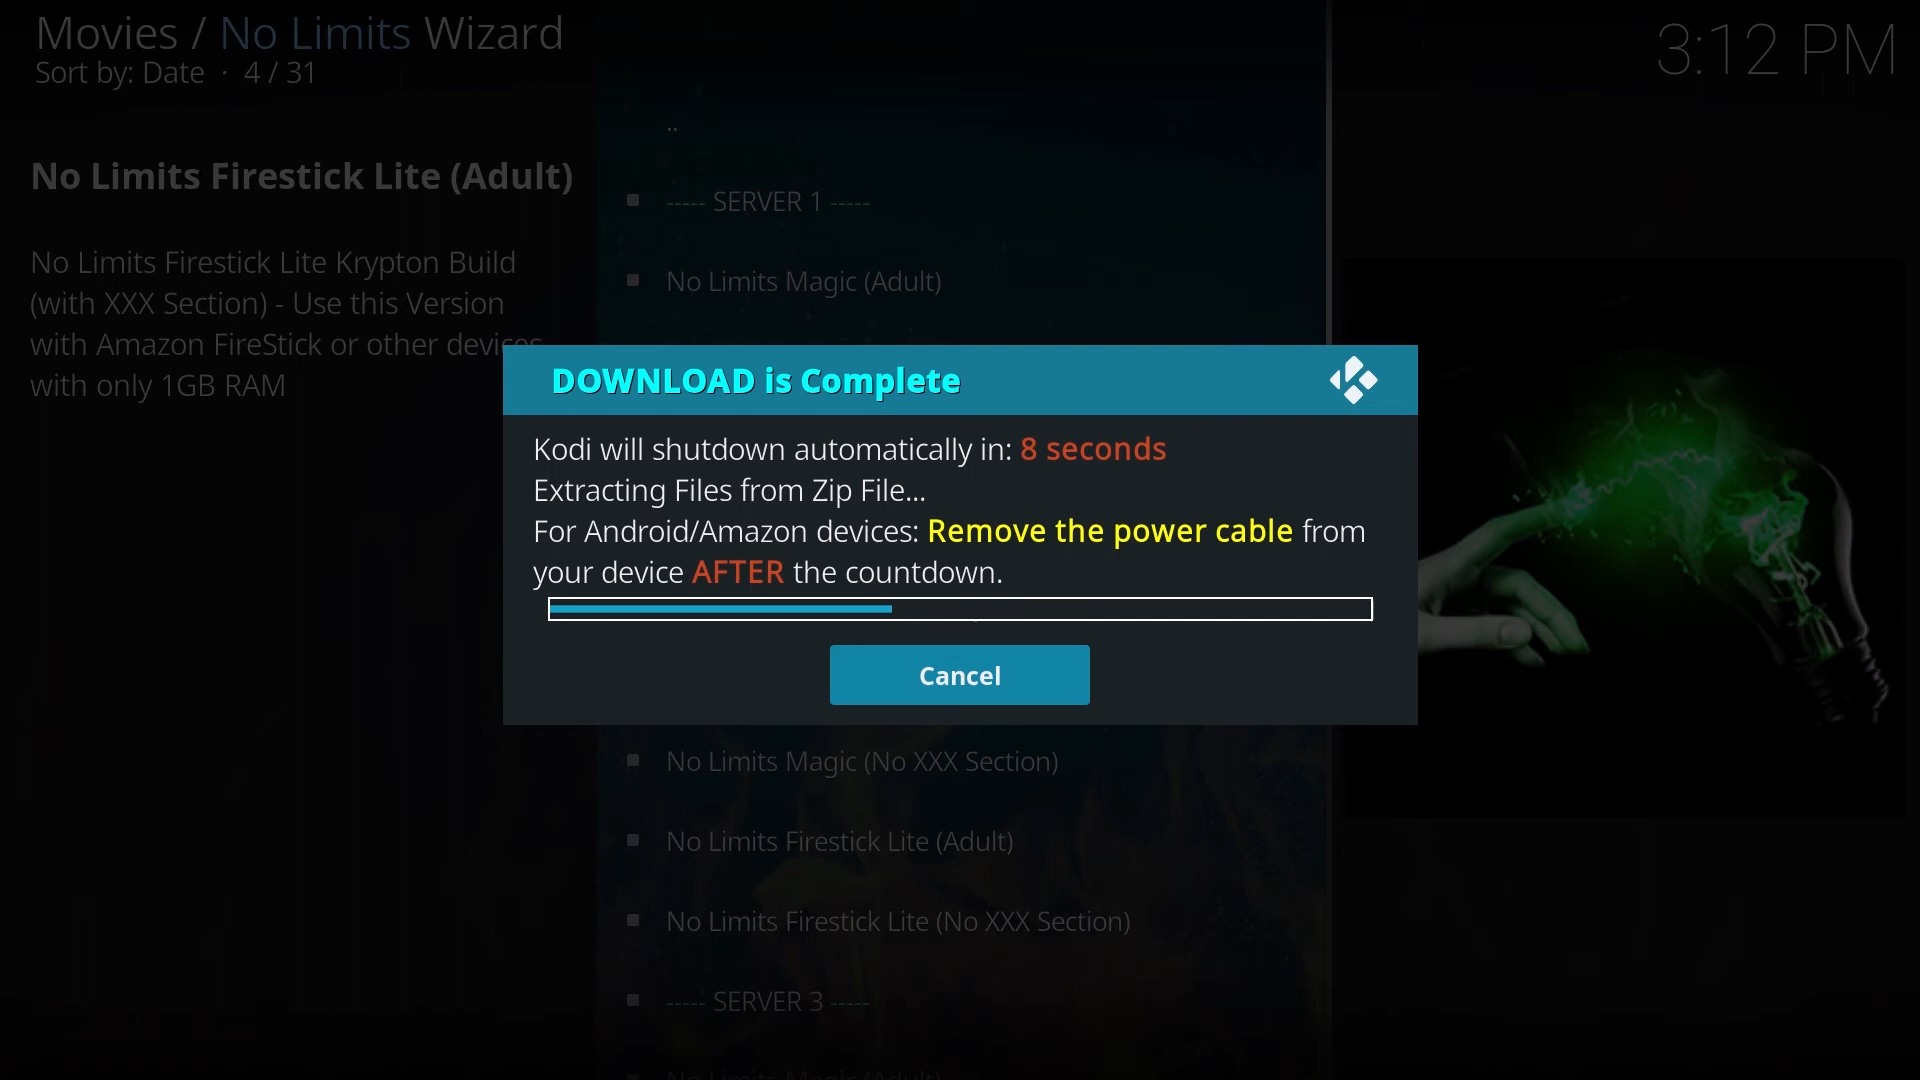 Movies / No Limits Wizard
Sort by: Date · 4 / 31
3:12 PM
No Limits Firestick Lite (Adult)
No Limits Firestick Lite Krypton Build
(with XXX Section) - Use this Version
with Amazon FireStick or other devices
with only 1GB RAM
..
----- SERVER 1 -----
No Limits Magic (Adult)
DOWNLOAD is Complete
Kodi will shutdown automatically in: 8 seconds
Extracting Files from Zip File...
For Android/Amazon devices: Remove the power cable from
your device AFTER the countdown.
Cancel
No Limits Magic (No XXX Section)
No Limits Firestick Lite (Adult)
No Limits Firestick Lite (No XXX Section)
----- SERVER 3 -----
No Limits Magic (Adult)